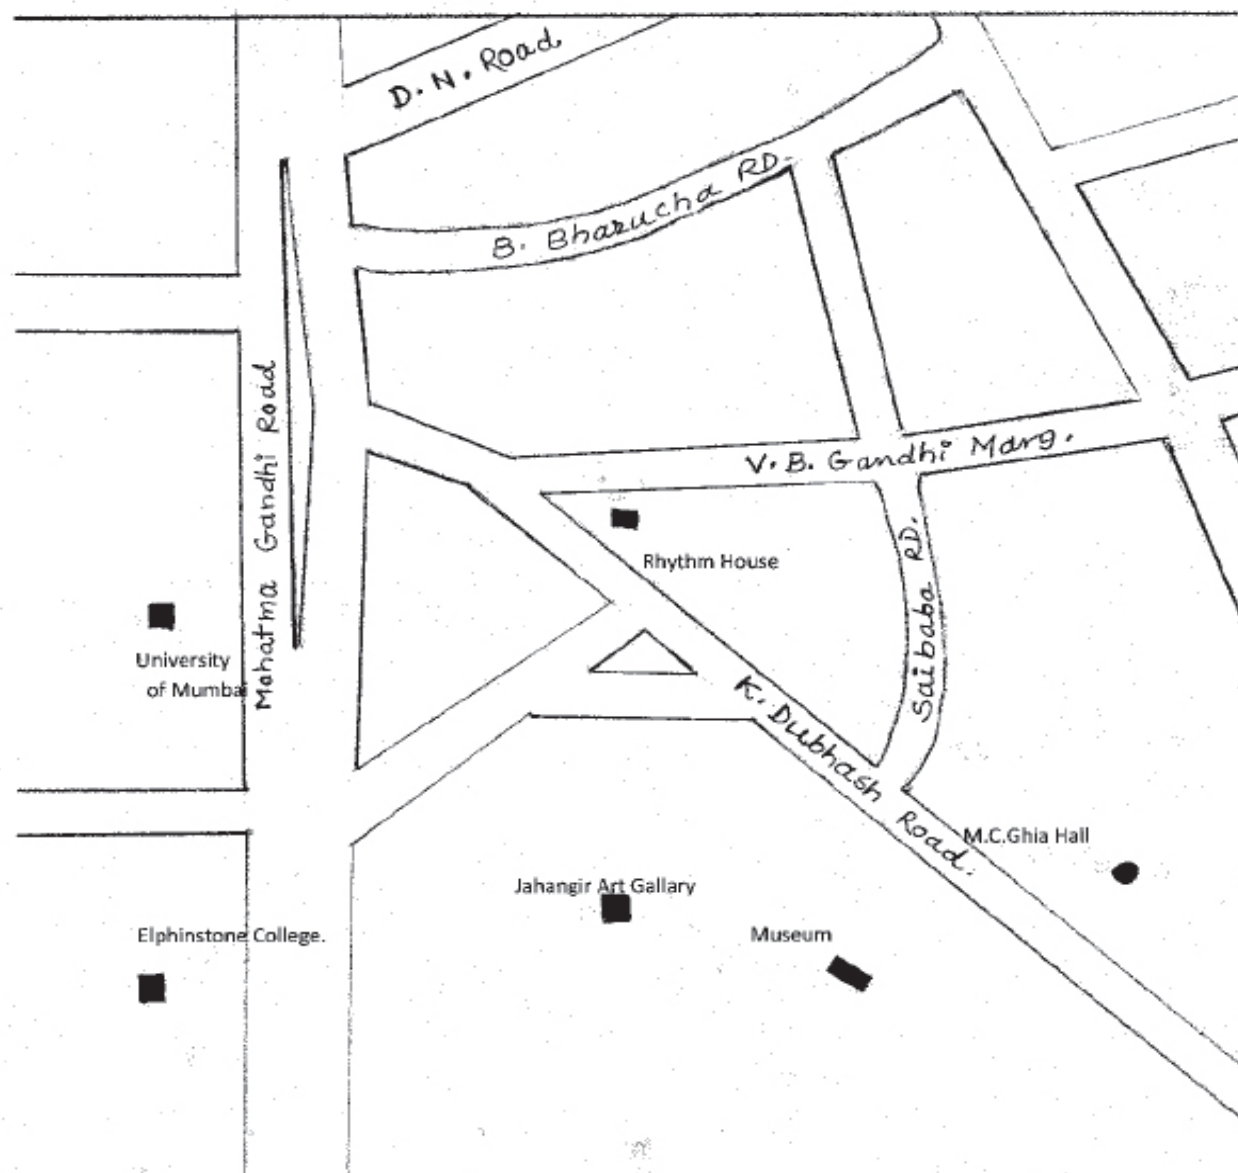 D. N. Road
B. Bharucha RD.
Mahatma Gandhi Road
V. B. Gandhi Marg.
Rhythm House
Saibaba RD.
University
of Mumbai
K. Dubhash Road.
M.C.Ghia Hall
Jahangir Art Gallary
Elphinstone College.
Museum